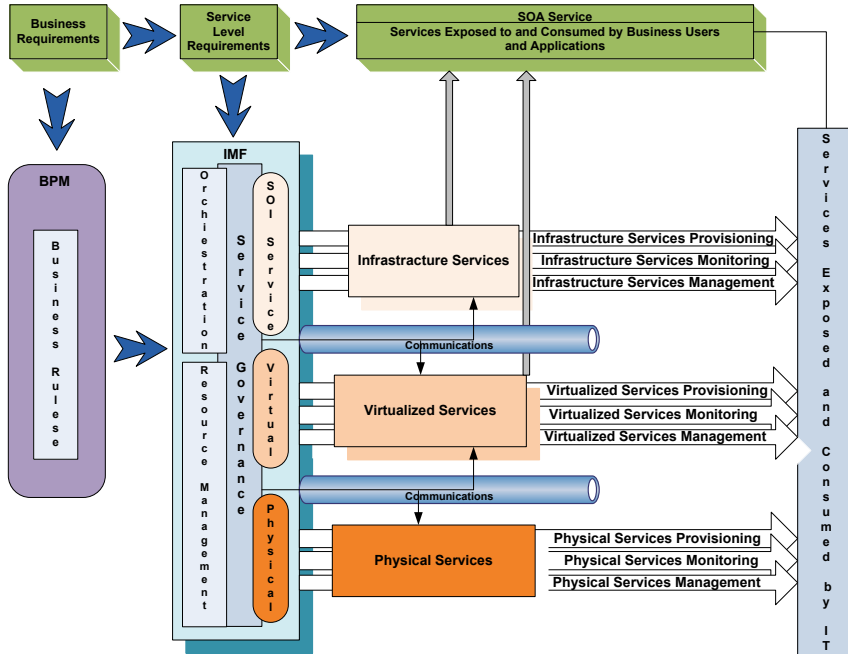 Business
Requirements
Service
Level
Requirements
SOA Service
Services Exposed to and Consumed by Business Users
and Applications
BPM
Business Rulese
IMF
Orchiestration
Resource Management
Service Governance
SOI Service
Virtual
Physical
Infrastracture Services
Infrastructure Services Provisioning
Infrastructure Services Monitoring
Infrastructure Services Management
Communications
Virtualized Services
Virtualized Services Provisioning
Virtualized Services Monitoring
Virtualized Services Management
Communications
Physical Services
Physical Services Provisioning
Physical Services Monitoring
Physical Services Management
Services Exposed and Consumed by IT